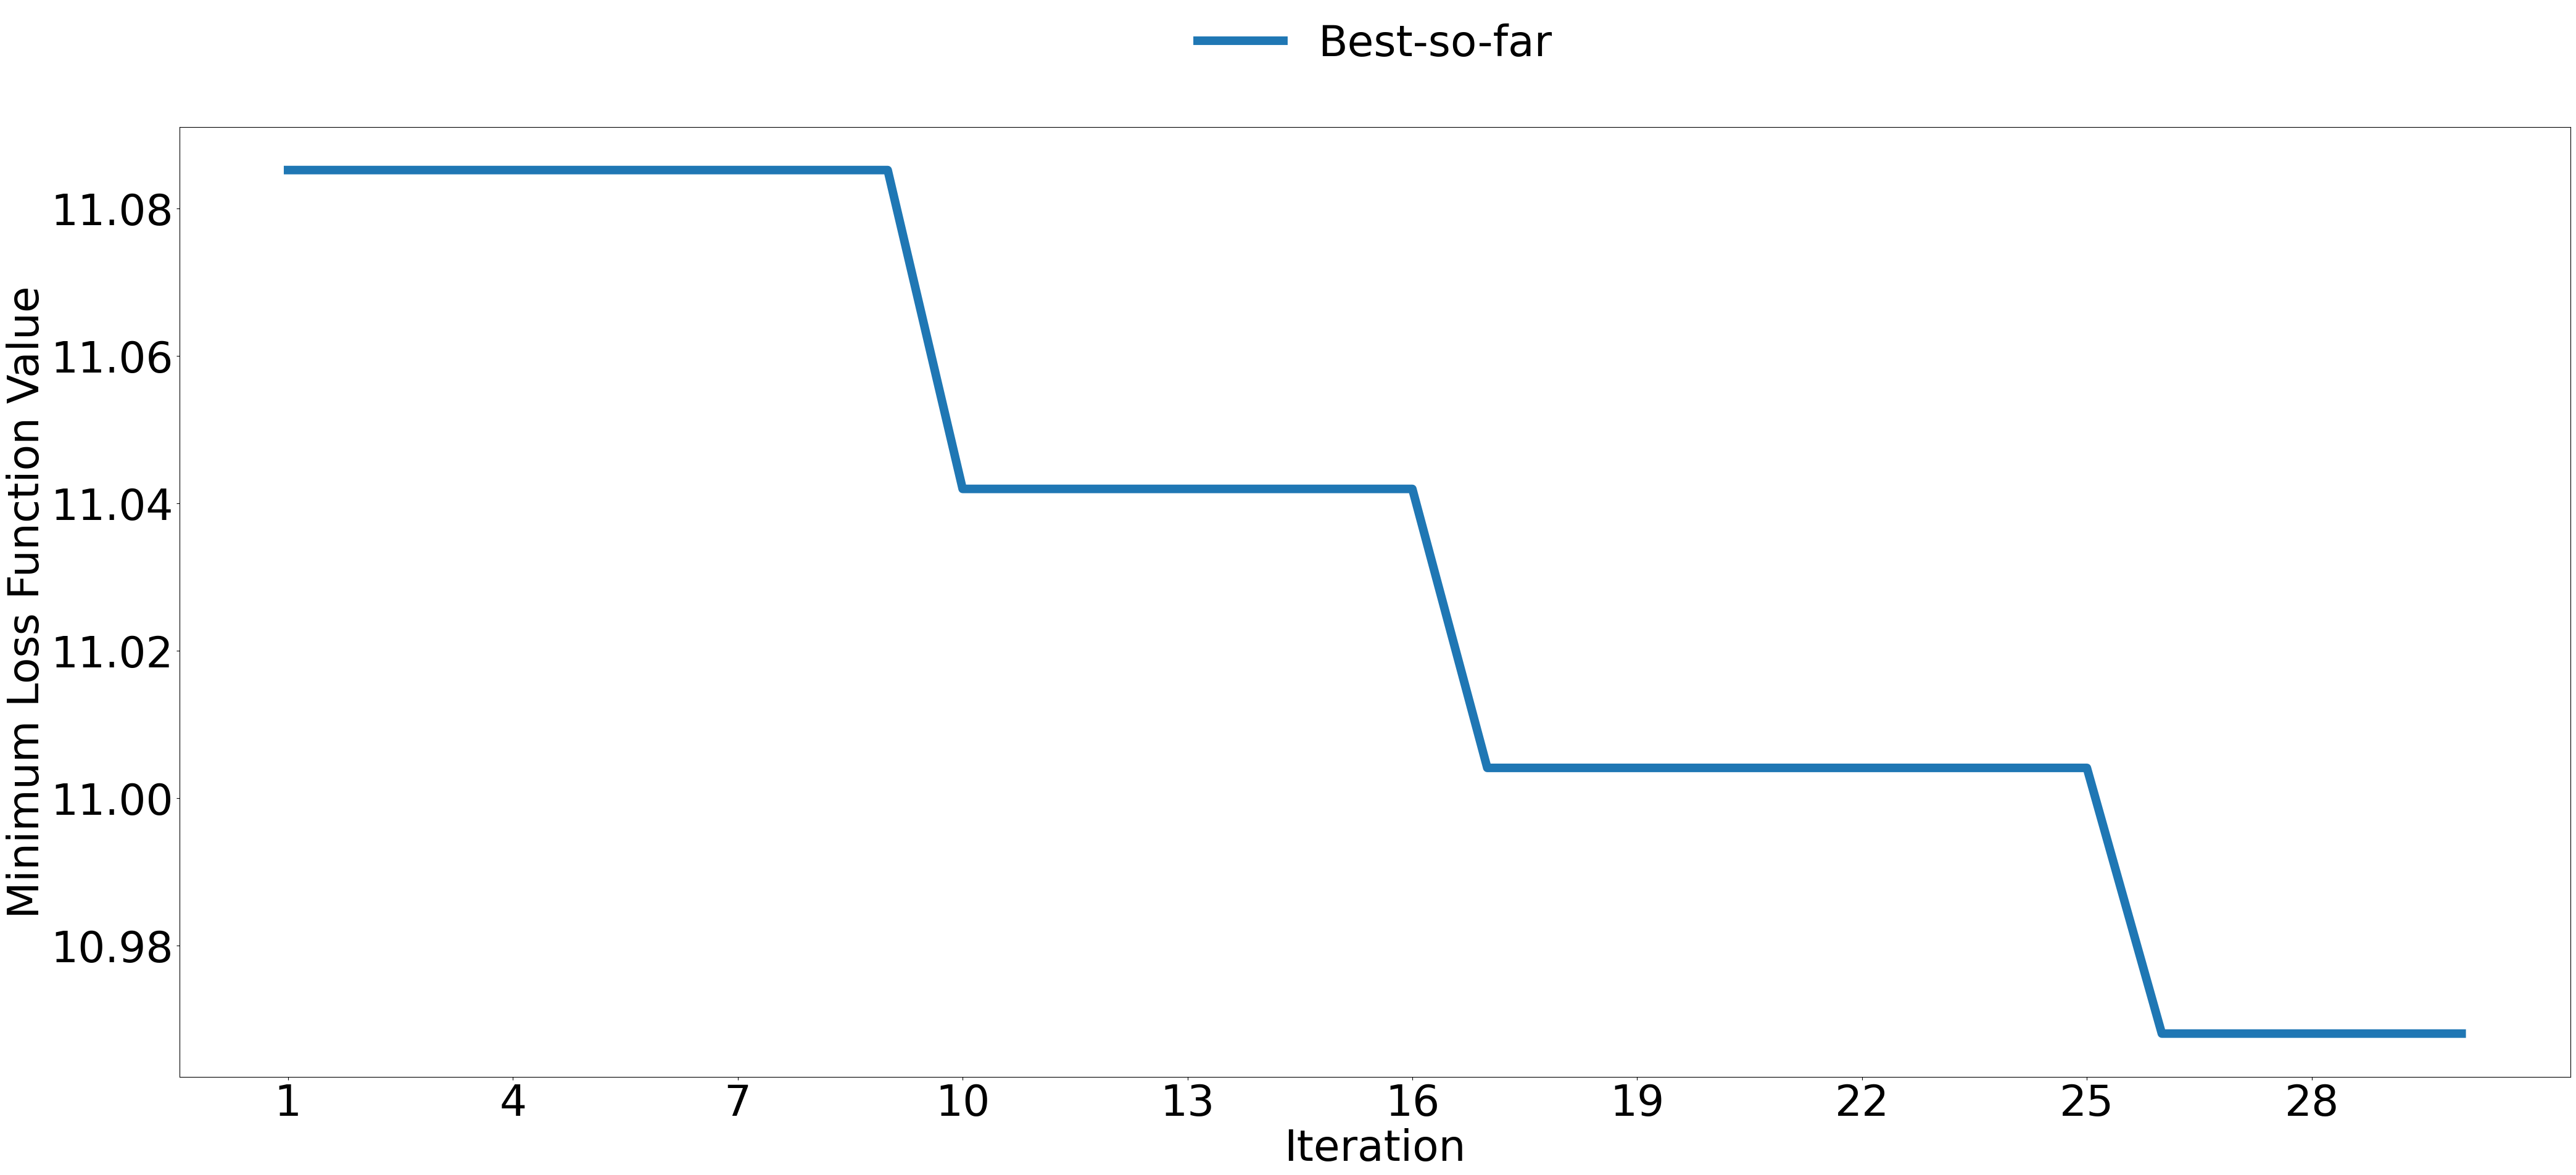 Best-so-far
Minimum Loss Function Value
11.08
11.06
11.04
11.02
11.00
10.98
1 4 7 10 13 16 19 22 25 28
Iteration